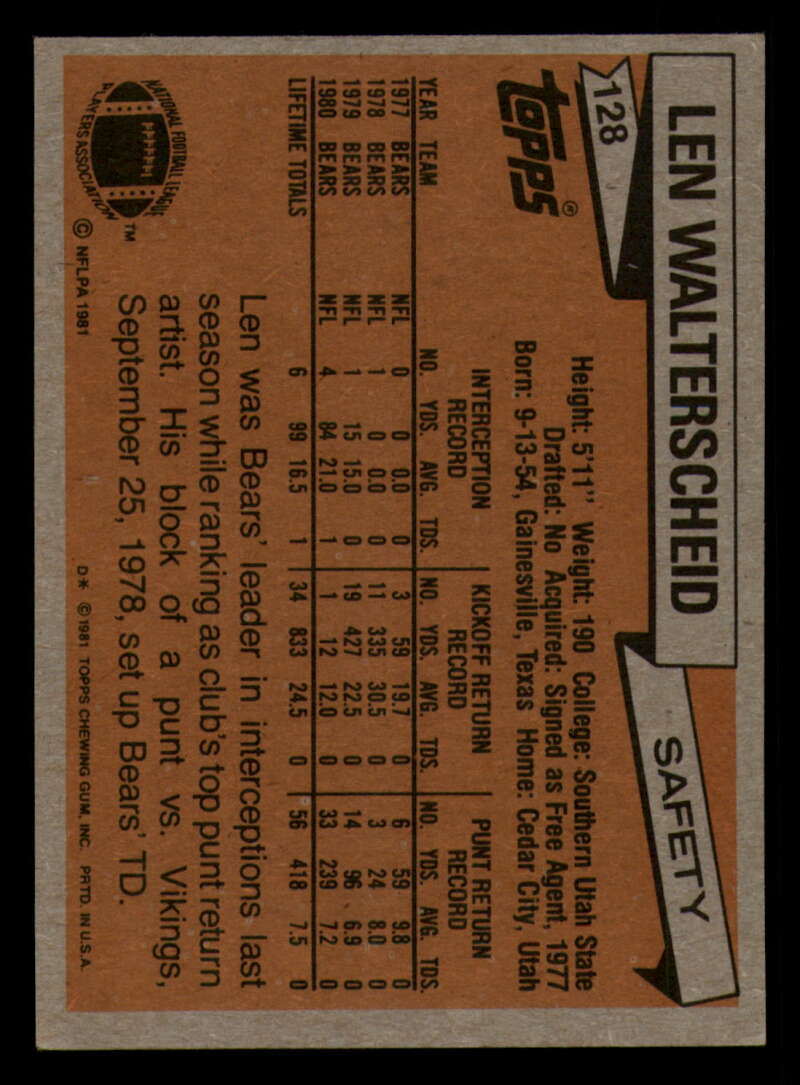 LEN WALTERSCHEID
SAFETY
128
TOPPS®
Height: 5'11" Weight: 190 College: Southern Utah State
Drafted: No Acquired: Signed as Free Agent, 1977
Born: 9-13-54, Gainesville, Texas Home: Cedar City, Utah
INTERCEPTION RECORD KICKOFF RETURN RECORD PUNT RETURN RECORD
YEAR TEAM NO. YDS. AVG. TDS. NO. YDS. AVG. TDS. NO. YDS. AVG. TDS.
1977 BEARS NFL 0 0 0.0 0 3 59 19.7 0 6 59 9.8 0
1978 BEARS NFL 1 0 0.0 0 11 335 30.5 0 3 24 8.0 0
1979 BEARS NFL 1 15 15.0 0 19 427 22.5 0 14 96 6.9 0
1980 BEARS NFL 4 84 21.0 1 1 12 12.0 0 33 239 7.2 0
LIFETIME TOTALS 6 99 16.5 1 34 833 24.5 0 56 418 7.5 0
Len was Bears' leader in interceptions last
season while ranking as club's top punt return
artist. His block of a punt vs. Vikings,
September 25, 1978, set up Bears' TD.
NATIONAL FOOTBALL LEAGUE
PLAYERS ASSOCIATION ™
© NFLPA 1981
D* ©1981 TOPPS CHEWING GUM, INC. PRTD. IN U.S.A.